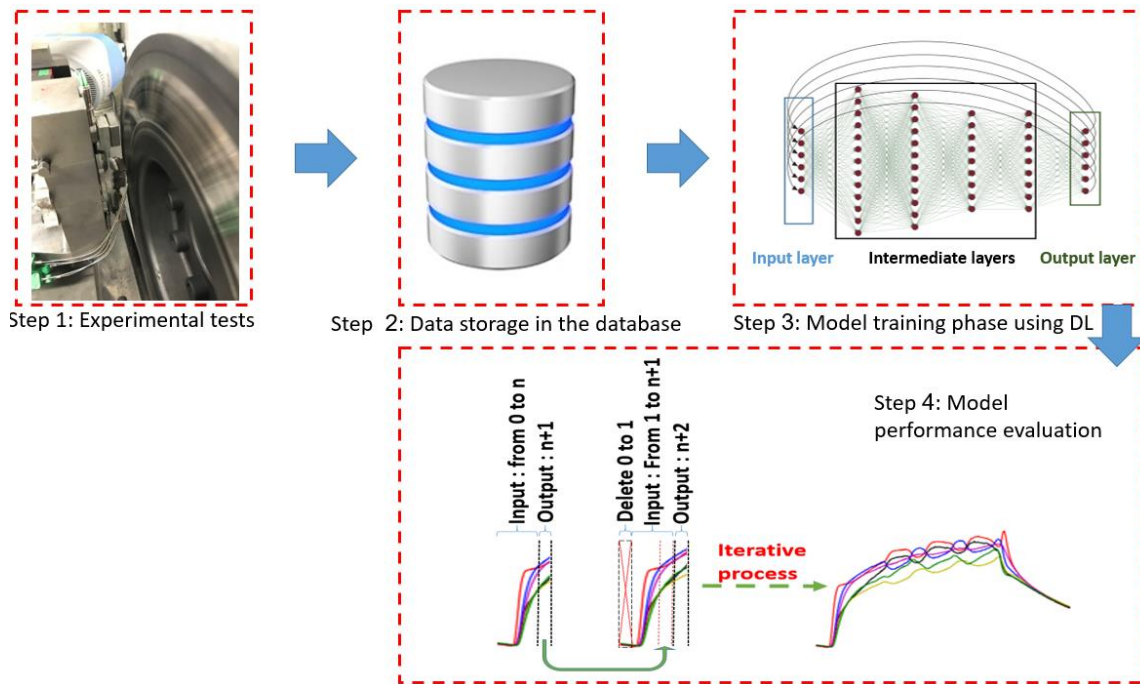 Input layer
Intermediate layers
Output layer
Step 1: Experimental tests
Step 2: Data storage in the database
Step 3: Model training phase using DL
Input : from 0 to n
Output : n+1
Delete 0 to 1
Input : From 1 to n+1
Output : n+2
Step 4: Model
performance evaluation
Iterative
process